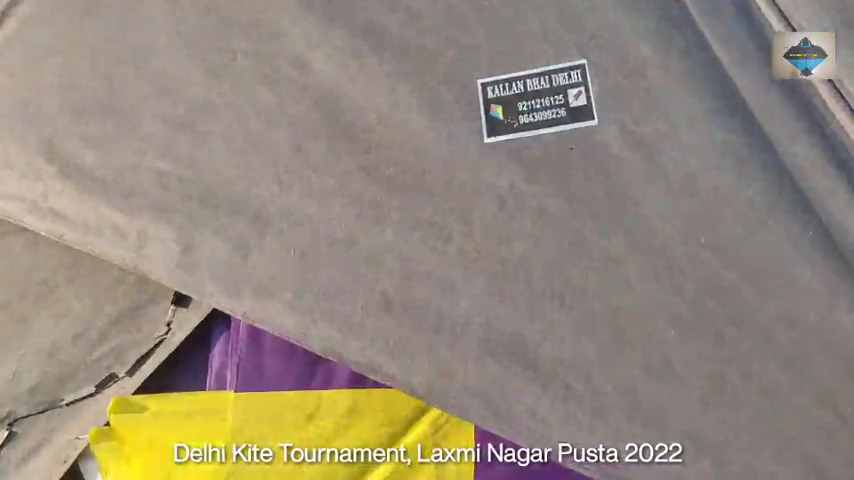 KALLAN BHAI DELHI
9211216125
9643099236
Delhi Kite Tournament, Laxmi Nagar Pusta 2022